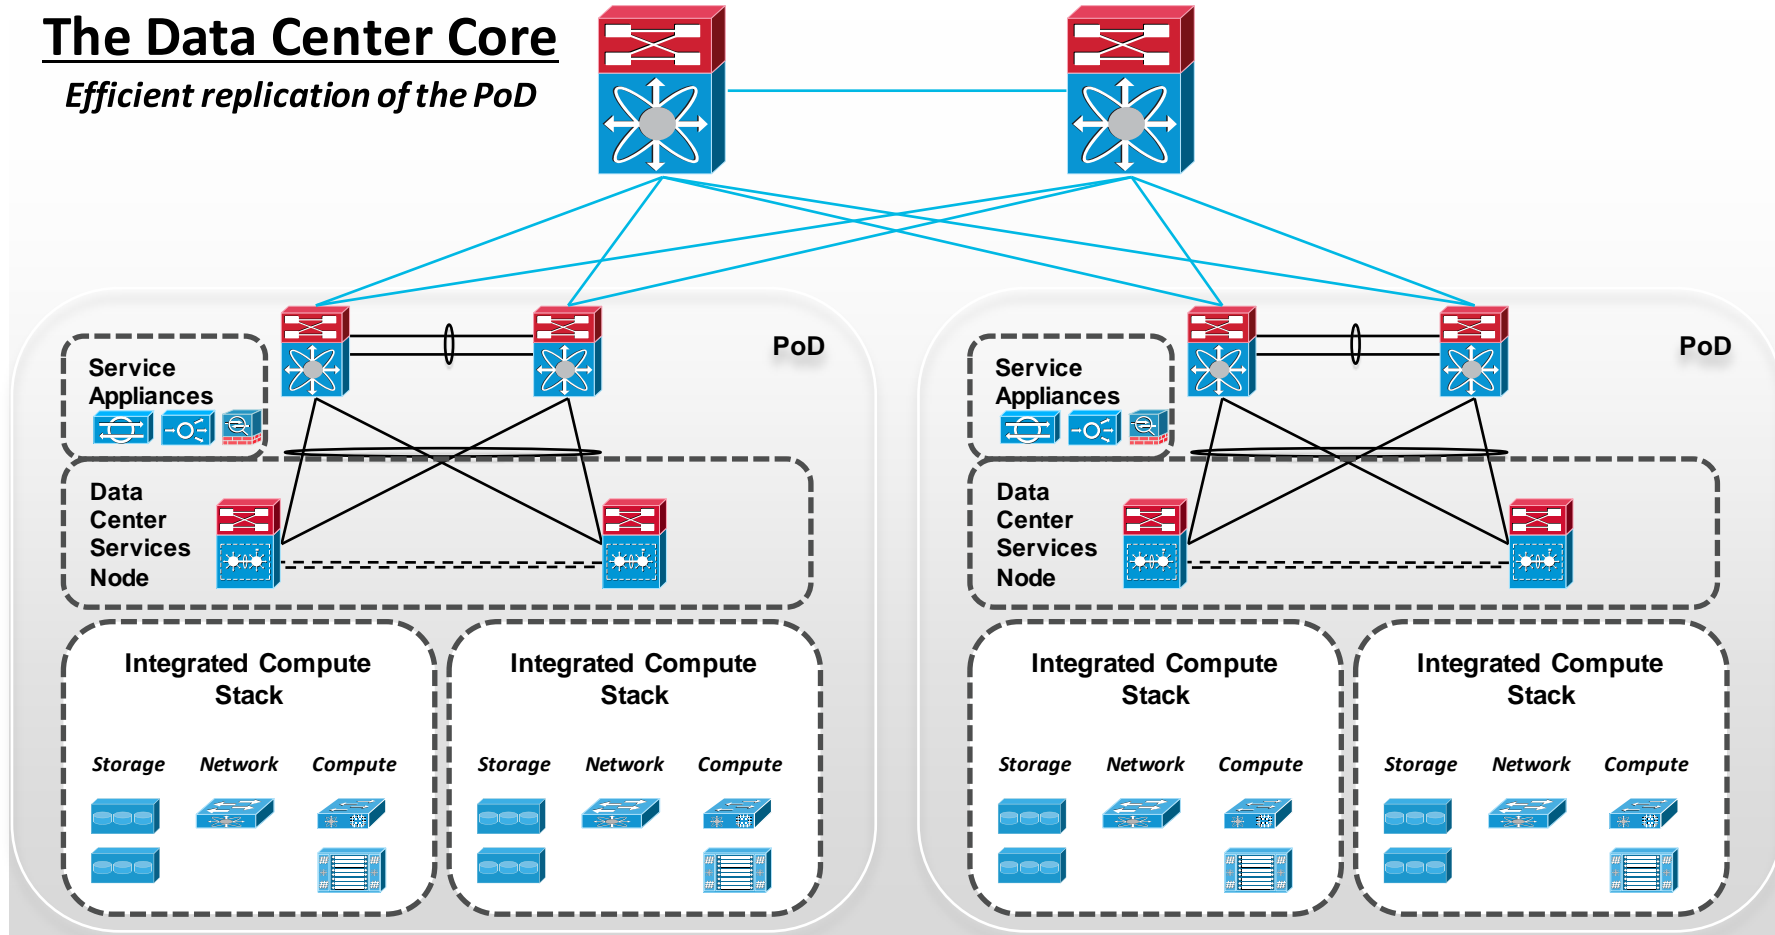 The Data Center Core
Efficient replication of the PoD
PoD
Service
Appliances
Data
Center
Services
Node
Integrated Compute
Stack
Storage Network Compute
Integrated Compute
Stack
Storage Network Compute
PoD
Service
Appliances
Data
Center
Services
Node
Integrated Compute
Stack
Storage Network Compute
Integrated Compute
Stack
Storage Network Compute